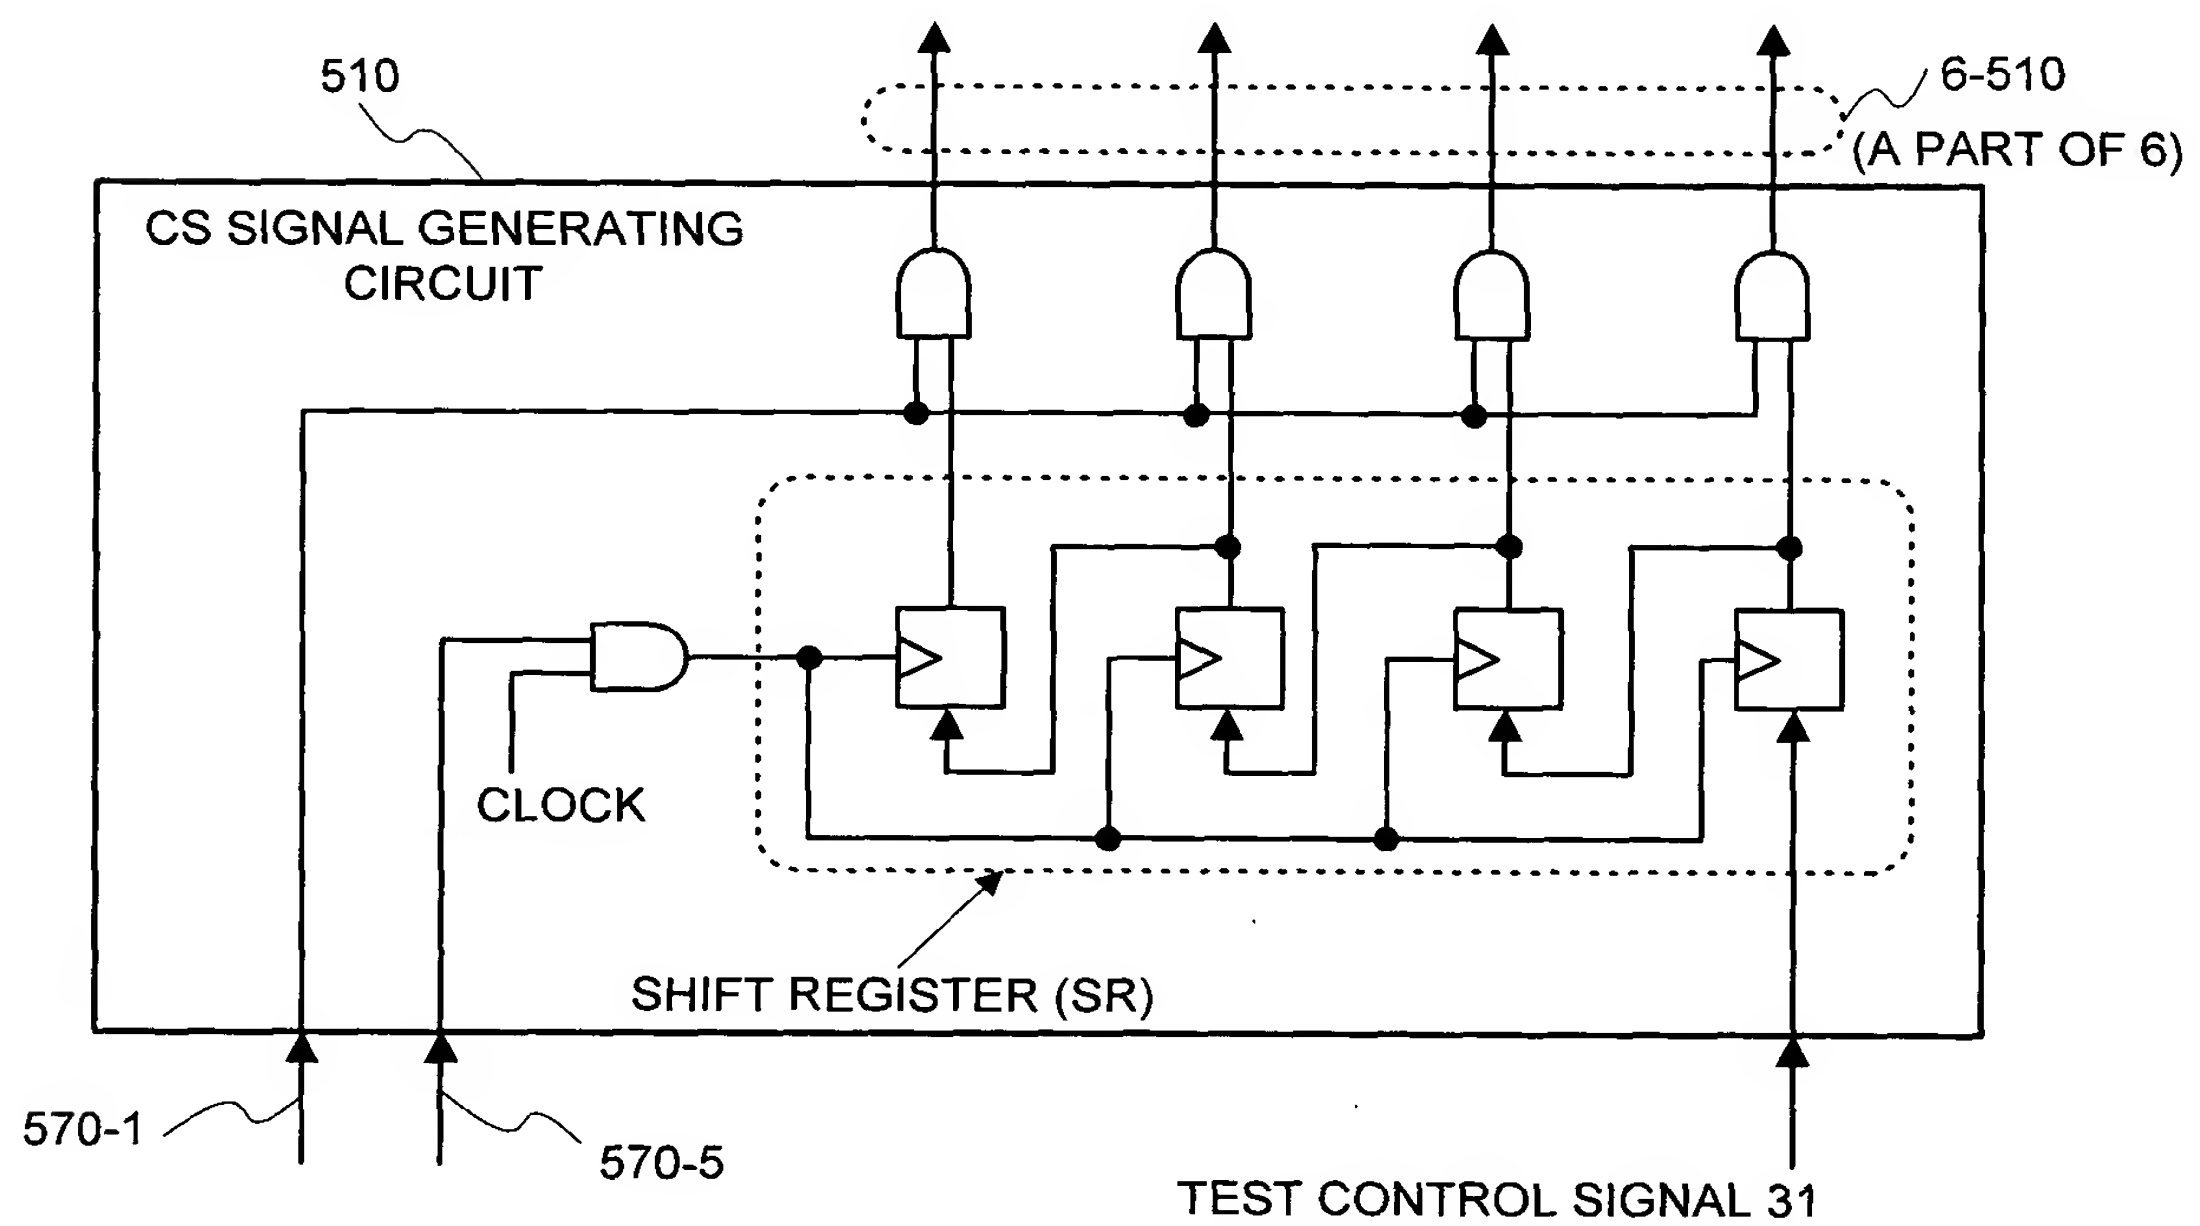 510
6-510
(A PART OF 6)
CS SIGNAL GENERATING
CIRCUIT
CLOCK
SHIFT REGISTER (SR)
570-1
570-5
TEST CONTROL SIGNAL 31